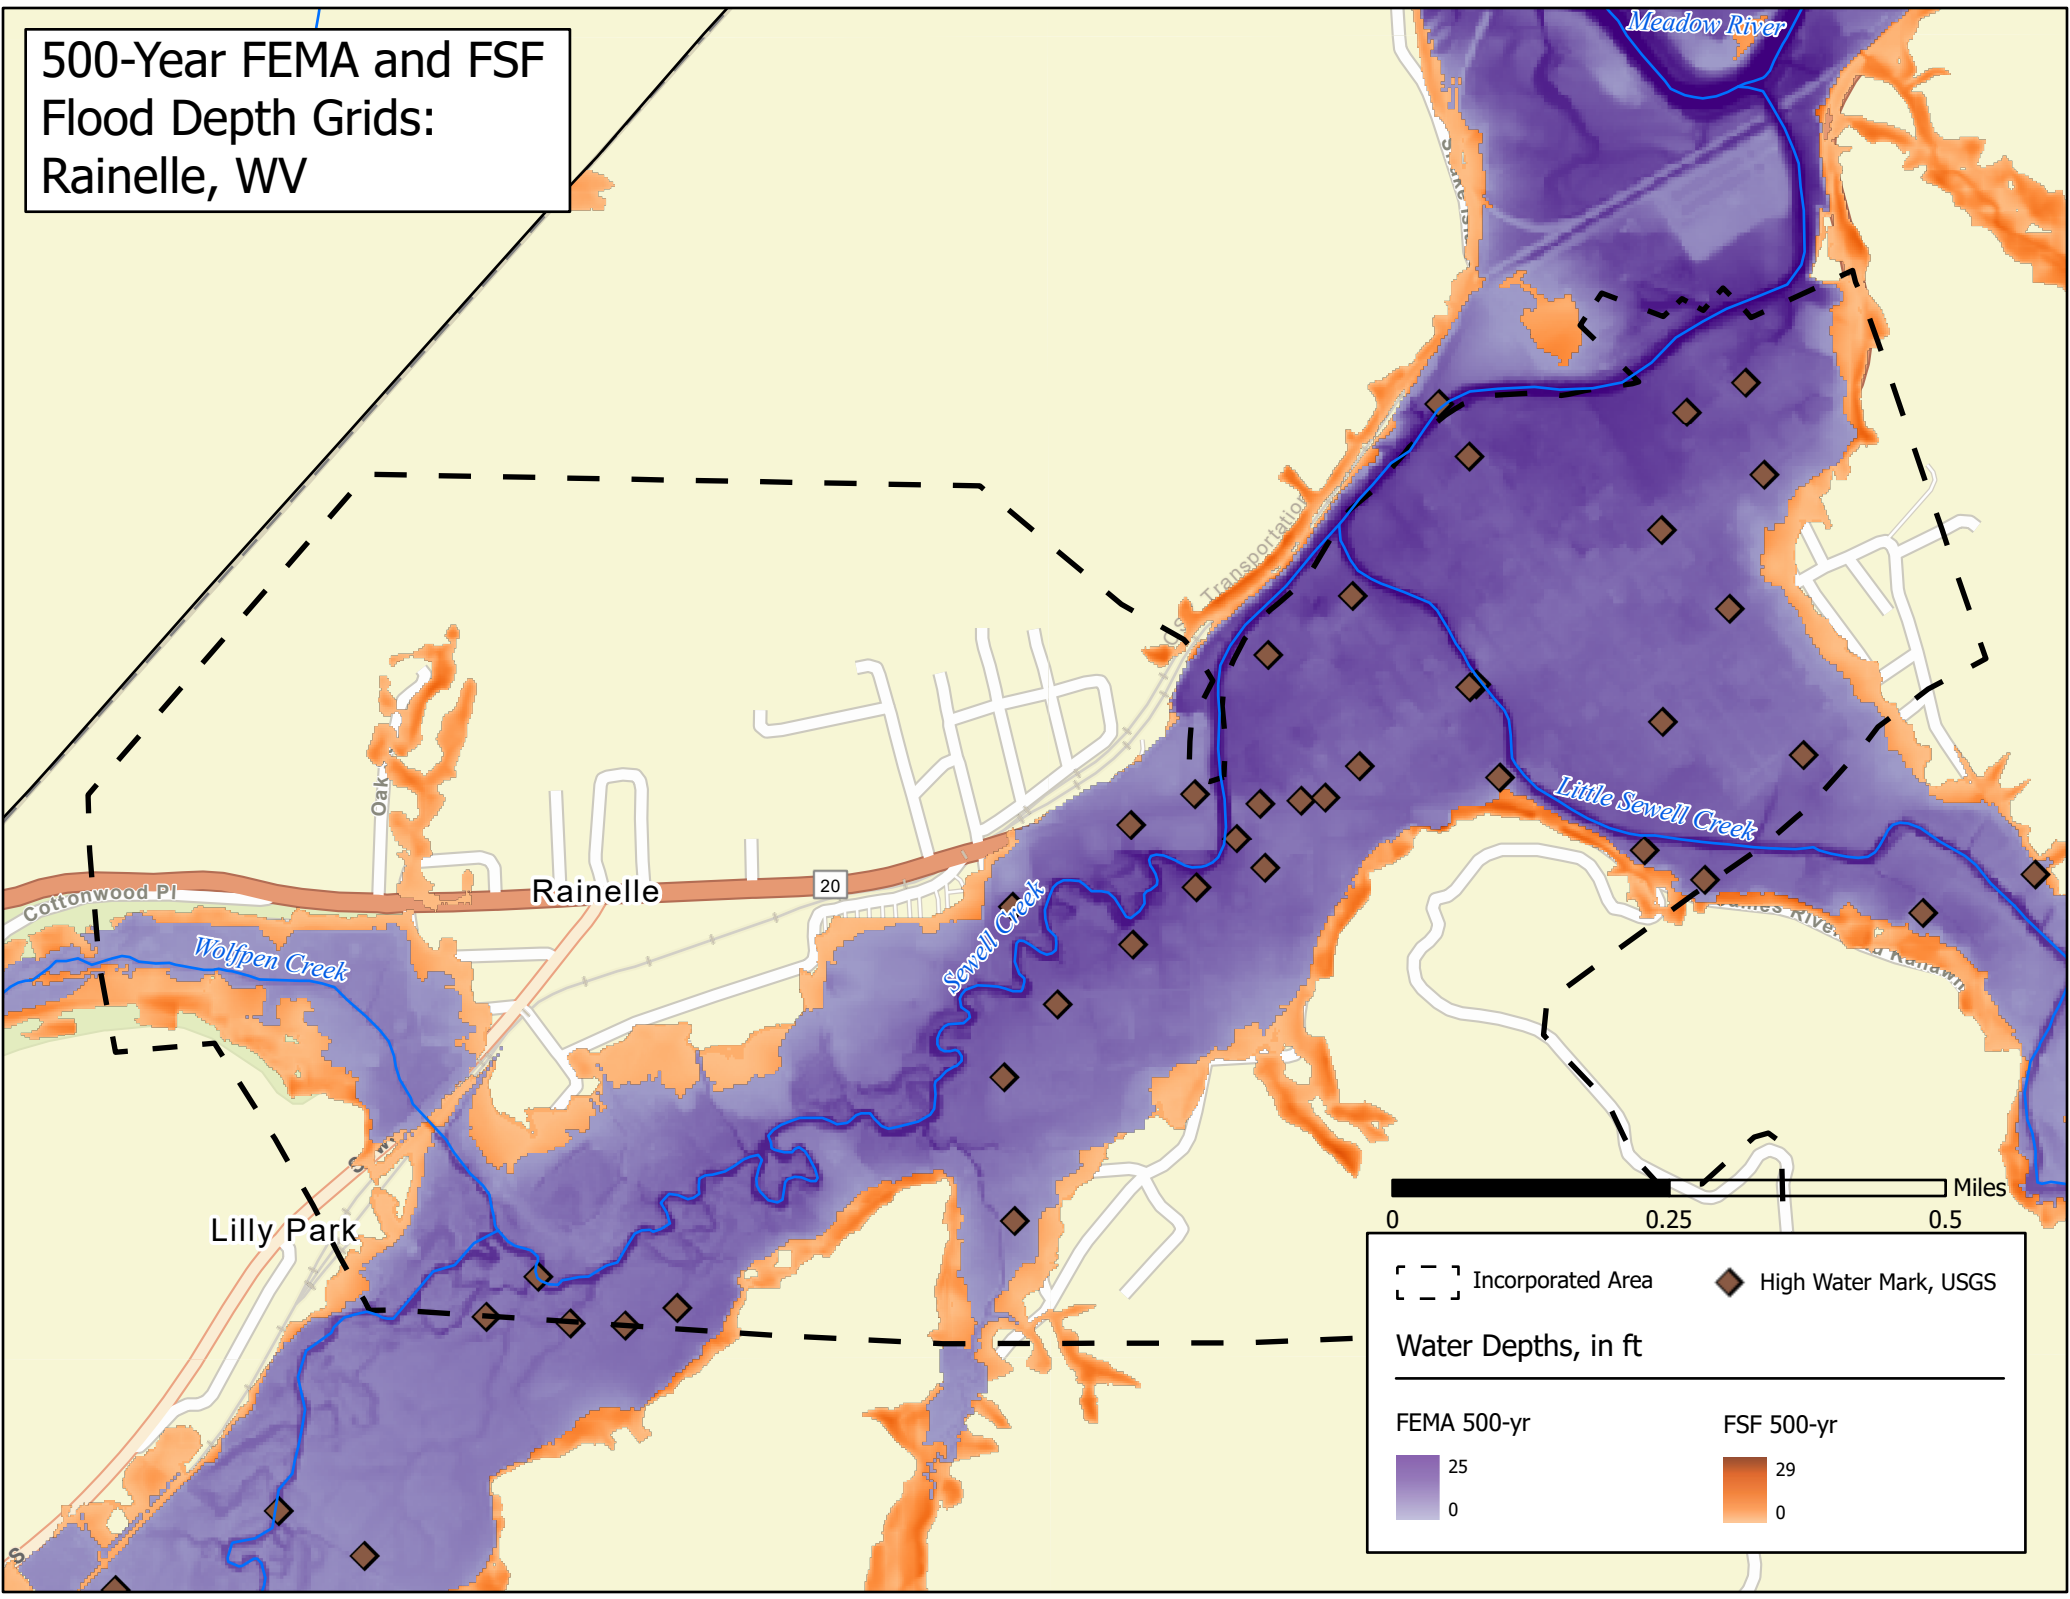 500-Year FEMA and FSF
Flood Depth Grids:
Rainelle, WV
Meadow River
Transportation
Oak
Cottonwood Pl
Rainelle
20
Little Sewell Creek
Sewell Creek
Wolfpen Creek
Lilly Park
S
Miles
0
0.25
0.5
Incorporated Area
High Water Mark, USGS
Water Depths, in ft
FEMA 500-yr
FSF 500-yr
25
0
29
0